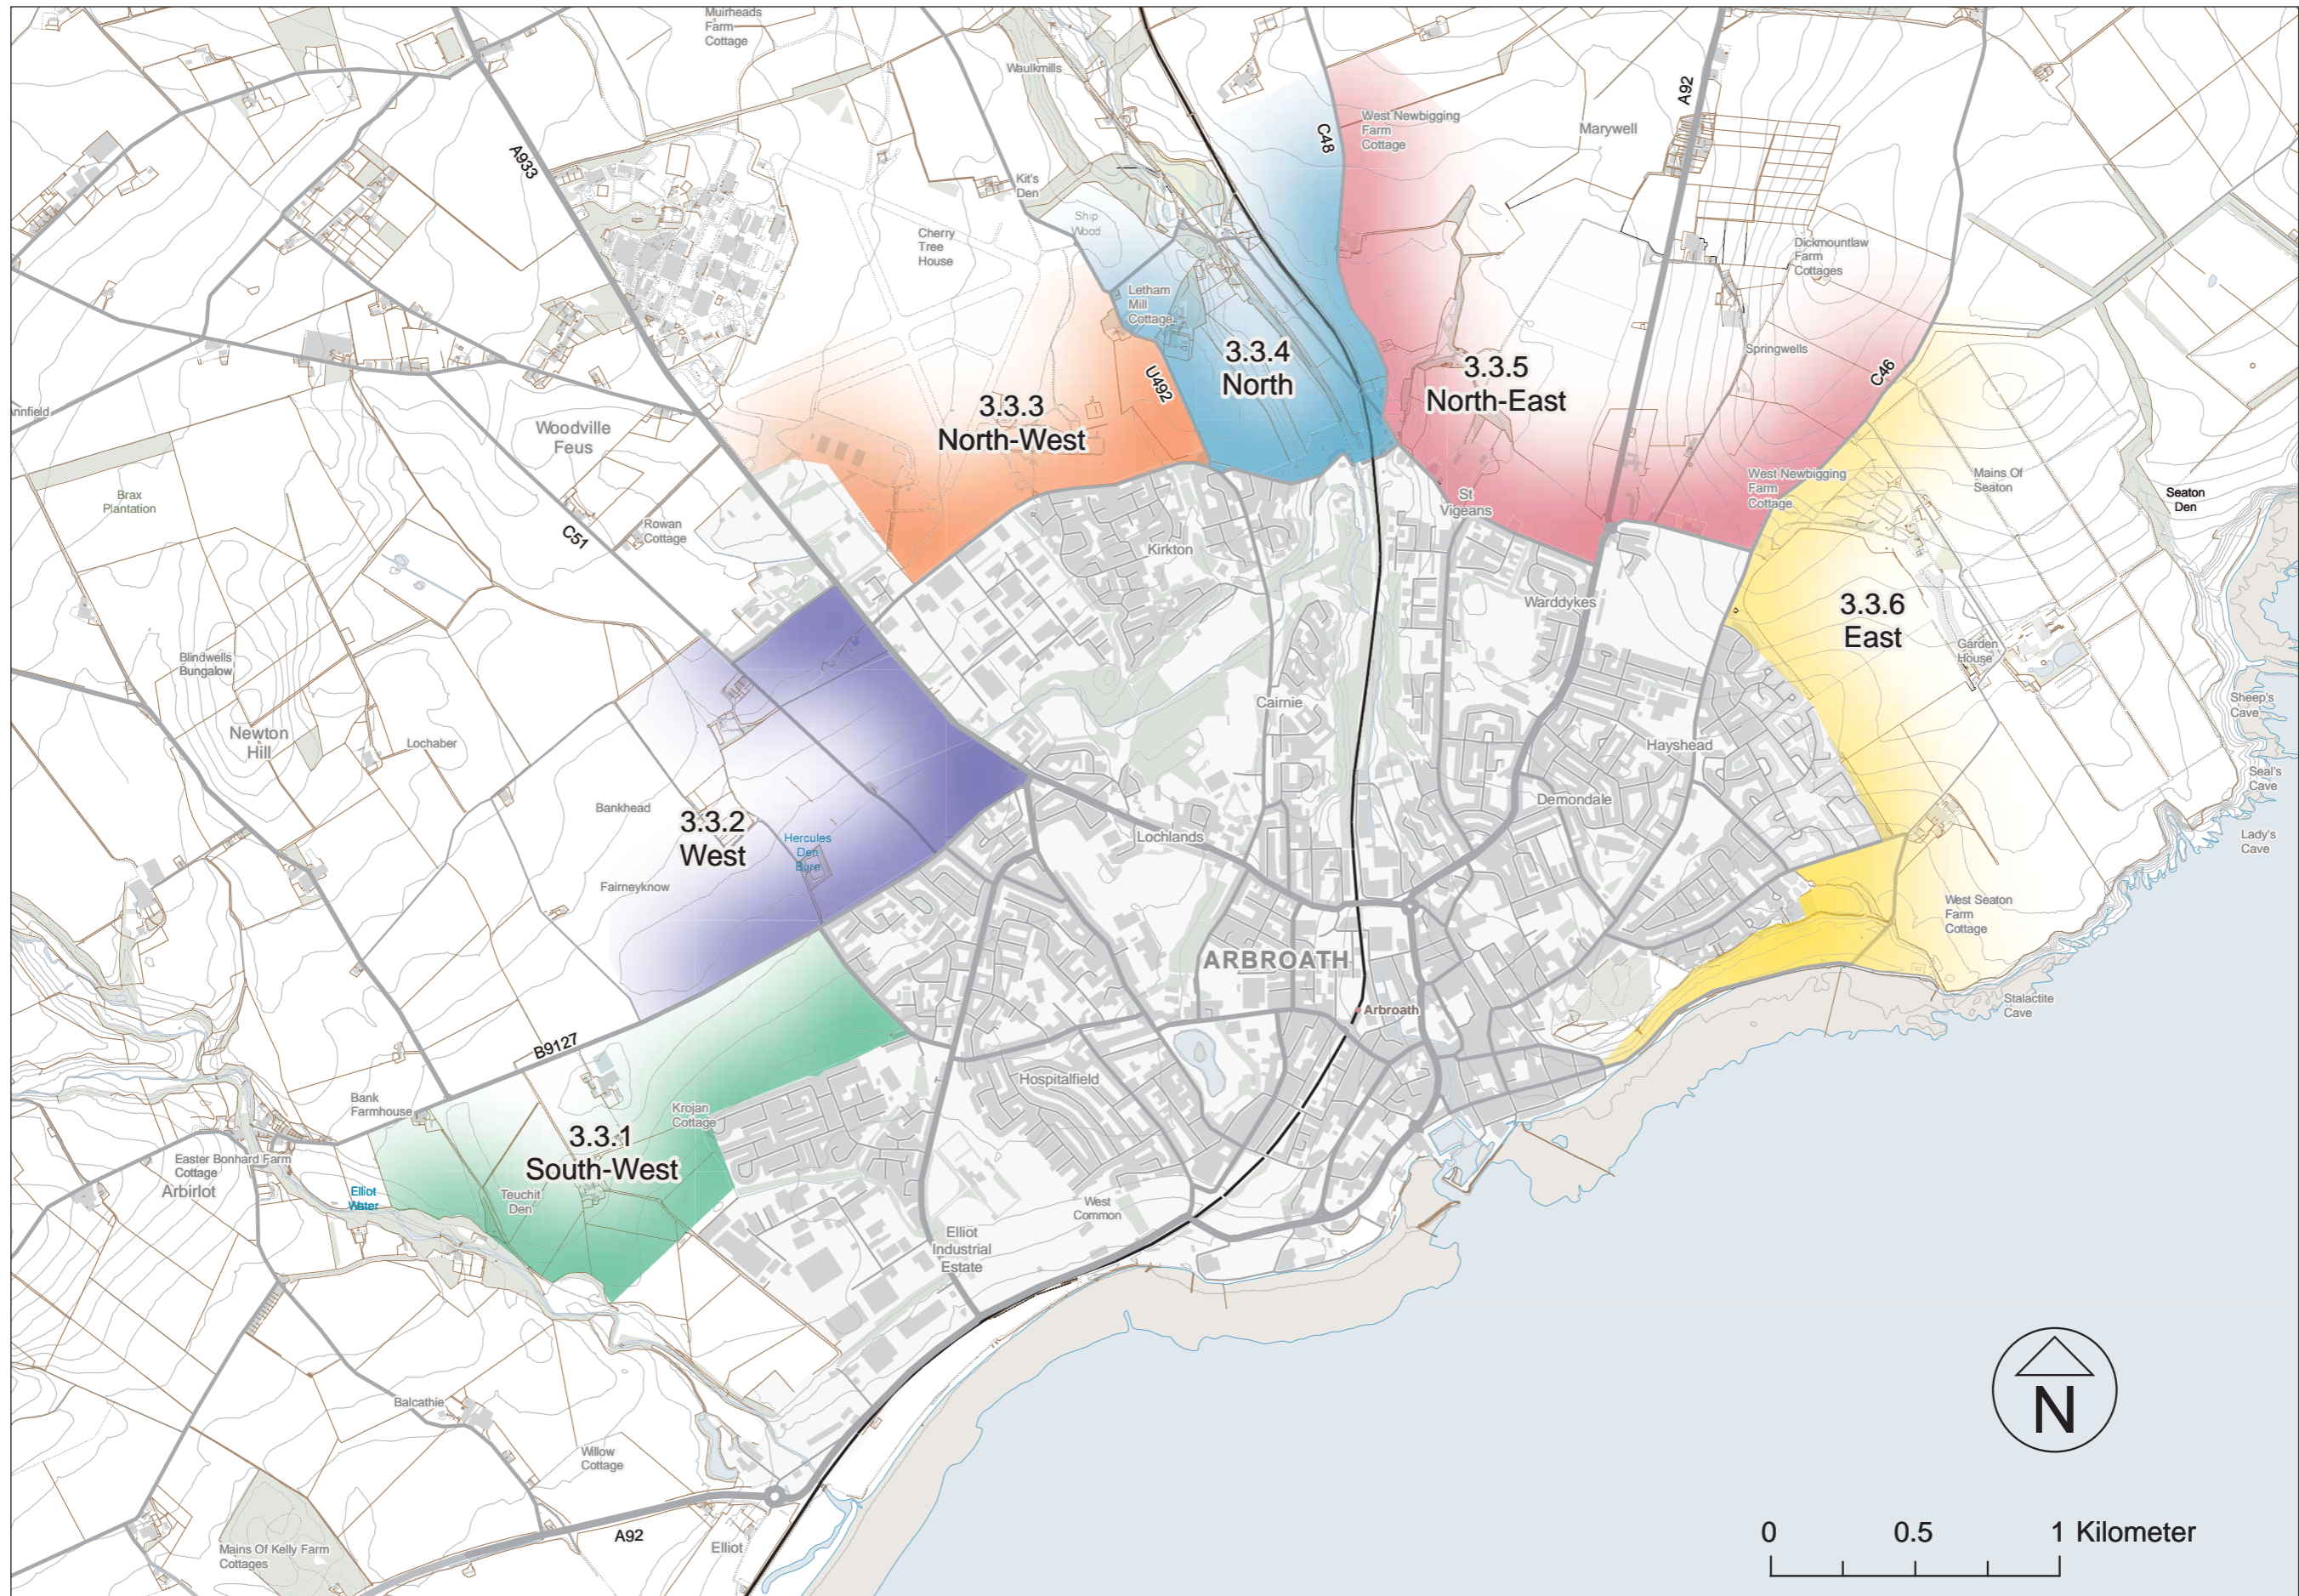 Muirheads
Farm
Cottage
Waulkmills
A92
A933
C48
West Newbigging
Farm
Cottage
Marywell
Kit's
Den
Ship
Wood
Cherry
Tree
House
Dickmountlaw
Farm
Cottages
Letham
Mill
Cottage
Springwells
3.3.4
North
3.3.5
North-East
C46
U492
3.3.3
North-West
nnfield
Woodville
Feus
Brax
Plantation
West Newbigging
Farm
Cottage
Mains Of
Seaton
Seaton
Den
St
Vigeans
Rowan
Cottage
C51
Kirkton
Warddykes
3.3.6
East
Garden
House
Blindwells
Bungalow
Sheep's
Cave
Cairnie
Newton
Hill
Lochaber
Hayshead
Seal's
Cave
Bankhead
Demondale
3.3.2
West
Hercules
Den
Bure
Lochlands
Lady's
Cave
Fairneyknow
West Seaton
Farm
Cottage
ARBROATH
Stalactite
Cave
Arbroath
B9127
Hospitalfield
Bank
Farmhouse
Krojan
Cottage
3.3.1
South-West
Easter Bonhard Farm
Cottage
Arbirlot
Elliot
Water
Teuchit
Den
West
Common
Elliot
Industrial
Estate
N
Balcathie
Willow
Cottage
A92
Elliot
Mains Of Kelly Farm
Cottages
0 0.5 1 Kilometer